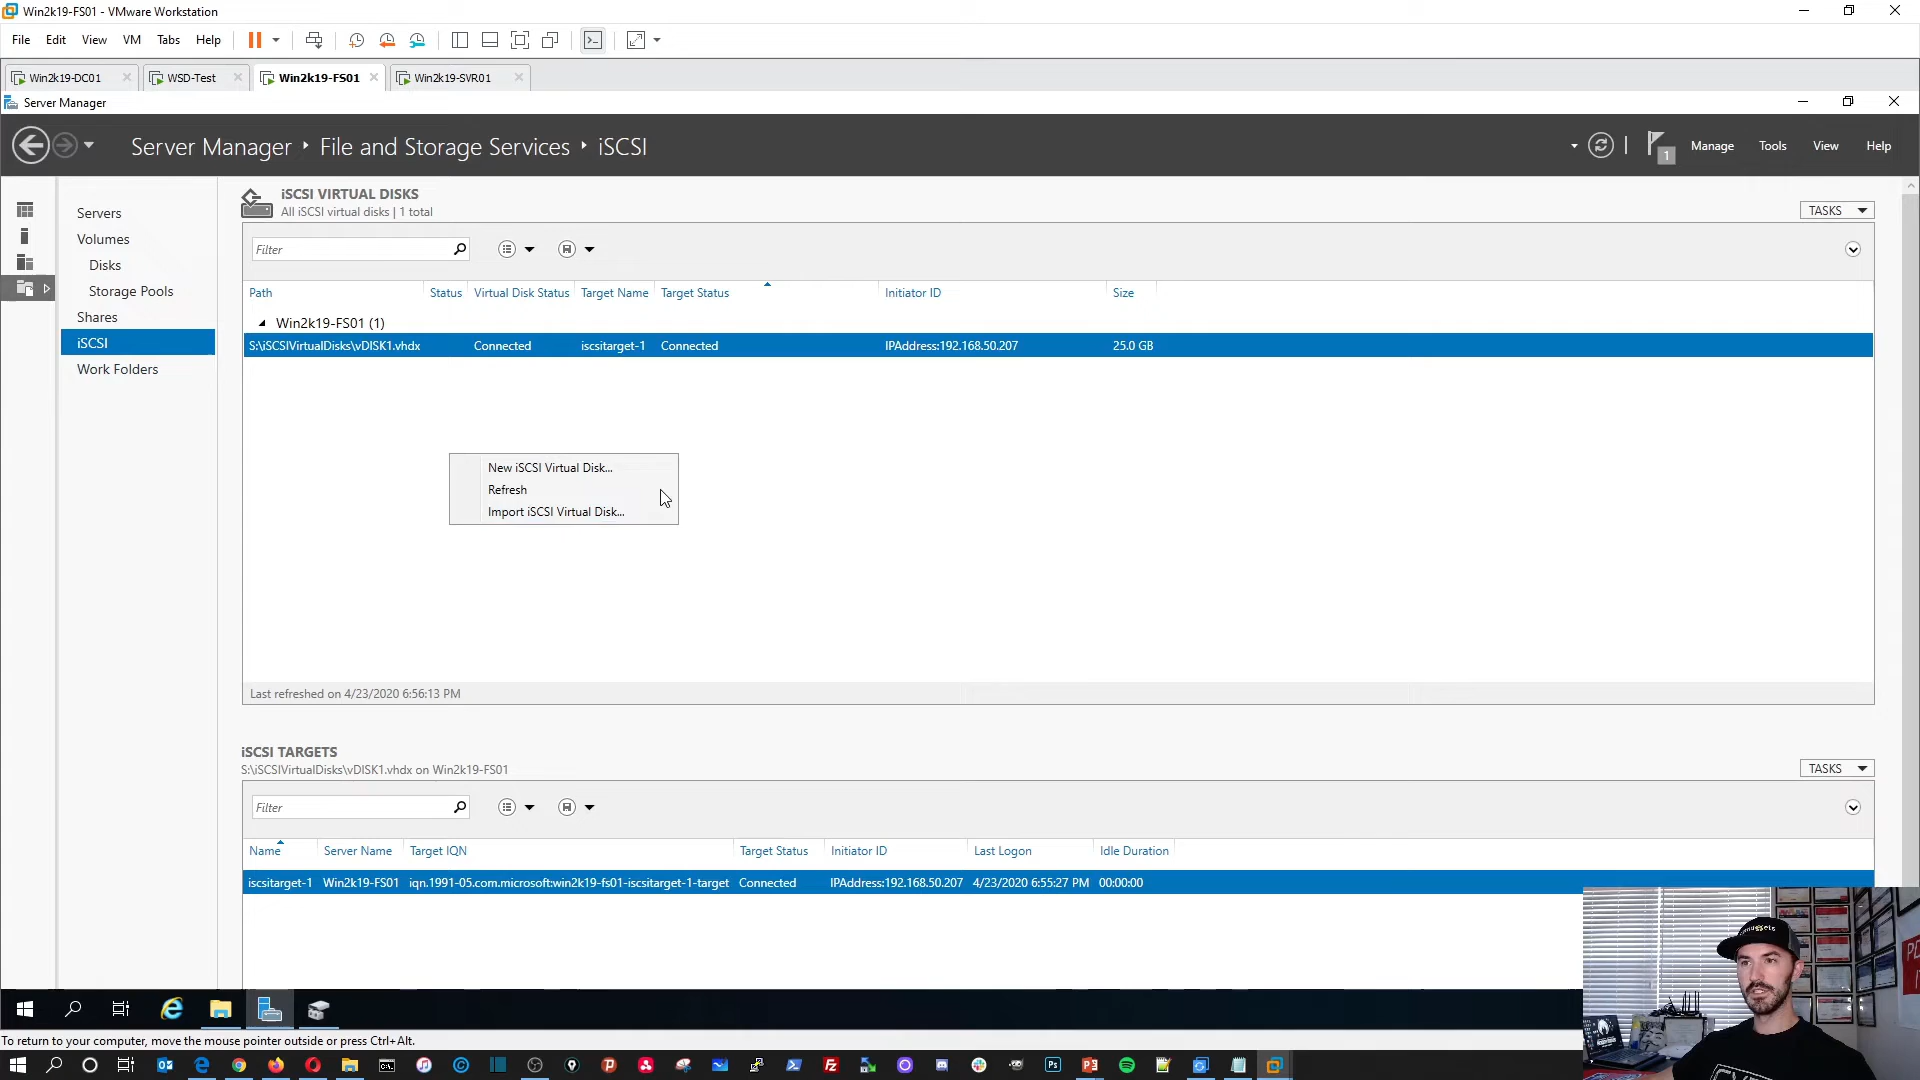 Win2k19-FS01 - VMware Workstation
File Edit View VM Tabs Help
Win2k19-DC01 WSD-Test Win2k19-FS01 Win2k19-SVR01
Server Manager
Server Manager File and Storage Services iSCSI
1 Manage Tools View Help
Servers
Volumes
Disks
Storage Pools
Shares
iSCSI
Work Folders
iSCSI VIRTUAL DISKS
All iSCSI virtual disks | 1 total
TASKS
Filter
Path Status Virtual Disk Status Target Name Target Status Initiator ID Size
Win2k19-FS01 (1)
S:\iSCSIVirtualDisks\vDISK1.vhdx Connected iscsitarget-1 Connected IPAddress:192.168.50.207 25.0 GB
New iSCSI Virtual Disk...
Refresh
Import iSCSI Virtual Disk...
Last refreshed on 4/23/2020 6:56:13 PM
iSCSI TARGETS
S:\iSCSIVirtualDisks\vDISK1.vhdx on Win2k19-FS01
TASKS
Filter
Name Server Name Target IQN Target Status Initiator ID Last Logon Idle Duration
iscsitarget-1 Win2k19-FS01 iqn.1991-05.com.microsoft:win2k19-fs01-iscsitarget-1-target Connected IPAddress:192.168.50.207 4/23/2020 6:55:27 PM 00:00:00
To return to your computer, move the mouse pointer outside or press Ctrl+Alt.